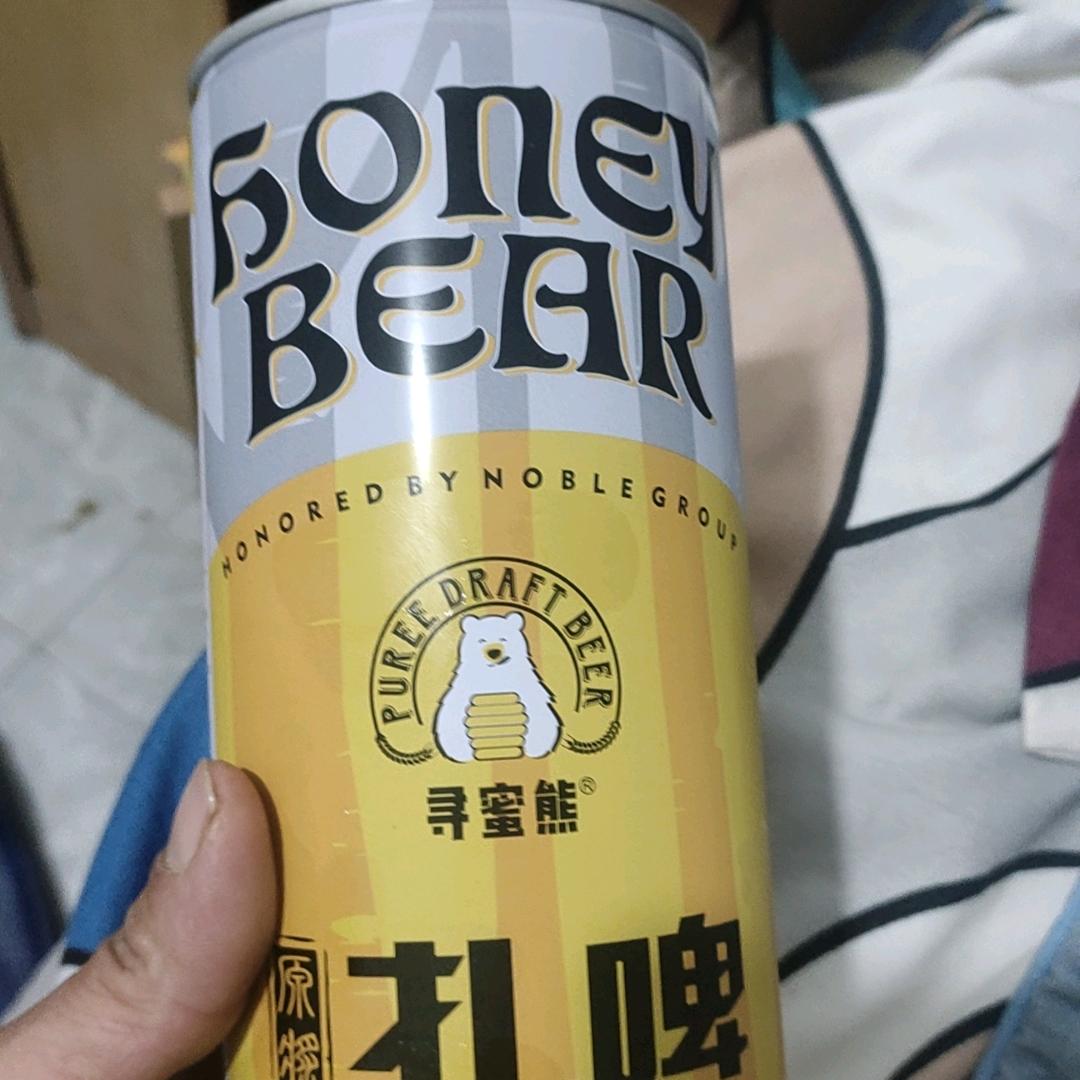 HONEY
BEAR
HONORED BY NOBLE GROUP
PUREE DRAFT BEER
寻蜜熊®
原浆
扎啤